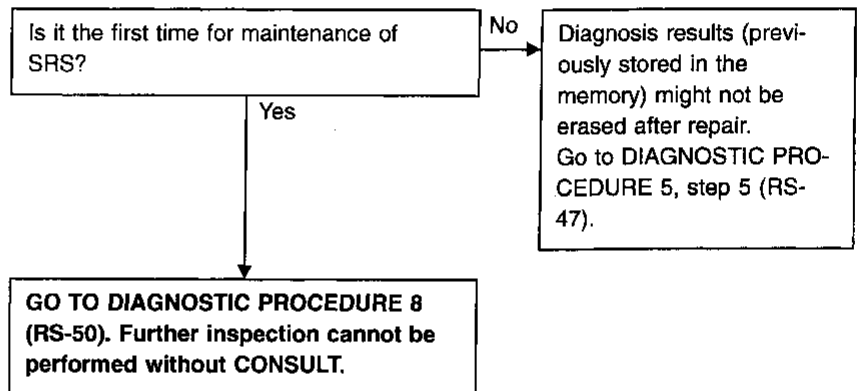 Is it the first time for maintenance of
SRS?
No
Diagnosis results (previ-
ously stored in the
memory) might not be
erased after repair.
Go to DIAGNOSTIC PRO-
CEDURE 5, step 5 (RS-
47).
Yes
GO TO DIAGNOSTIC PROCEDURE 8
(RS-50). Further inspection cannot be
performed without CONSULT.